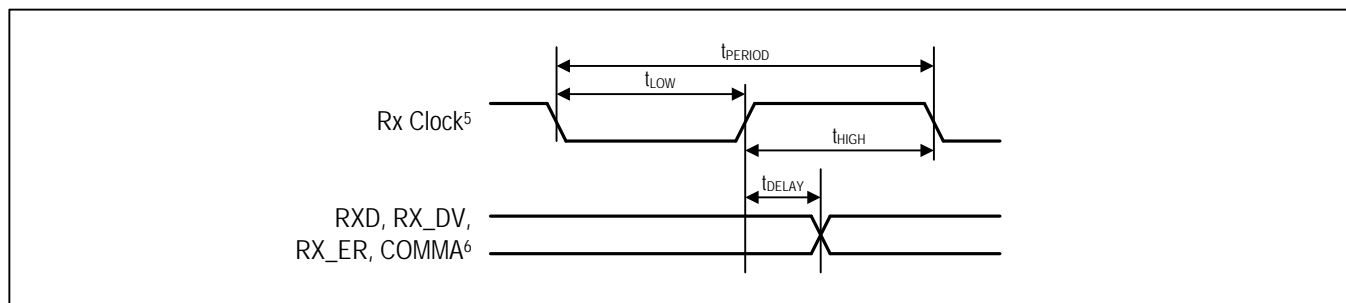 tPERIOD
tLOW
Rx Clock5
tHIGH
tDELAY
RXD, RX_DV,
RX_ER, COMMA6